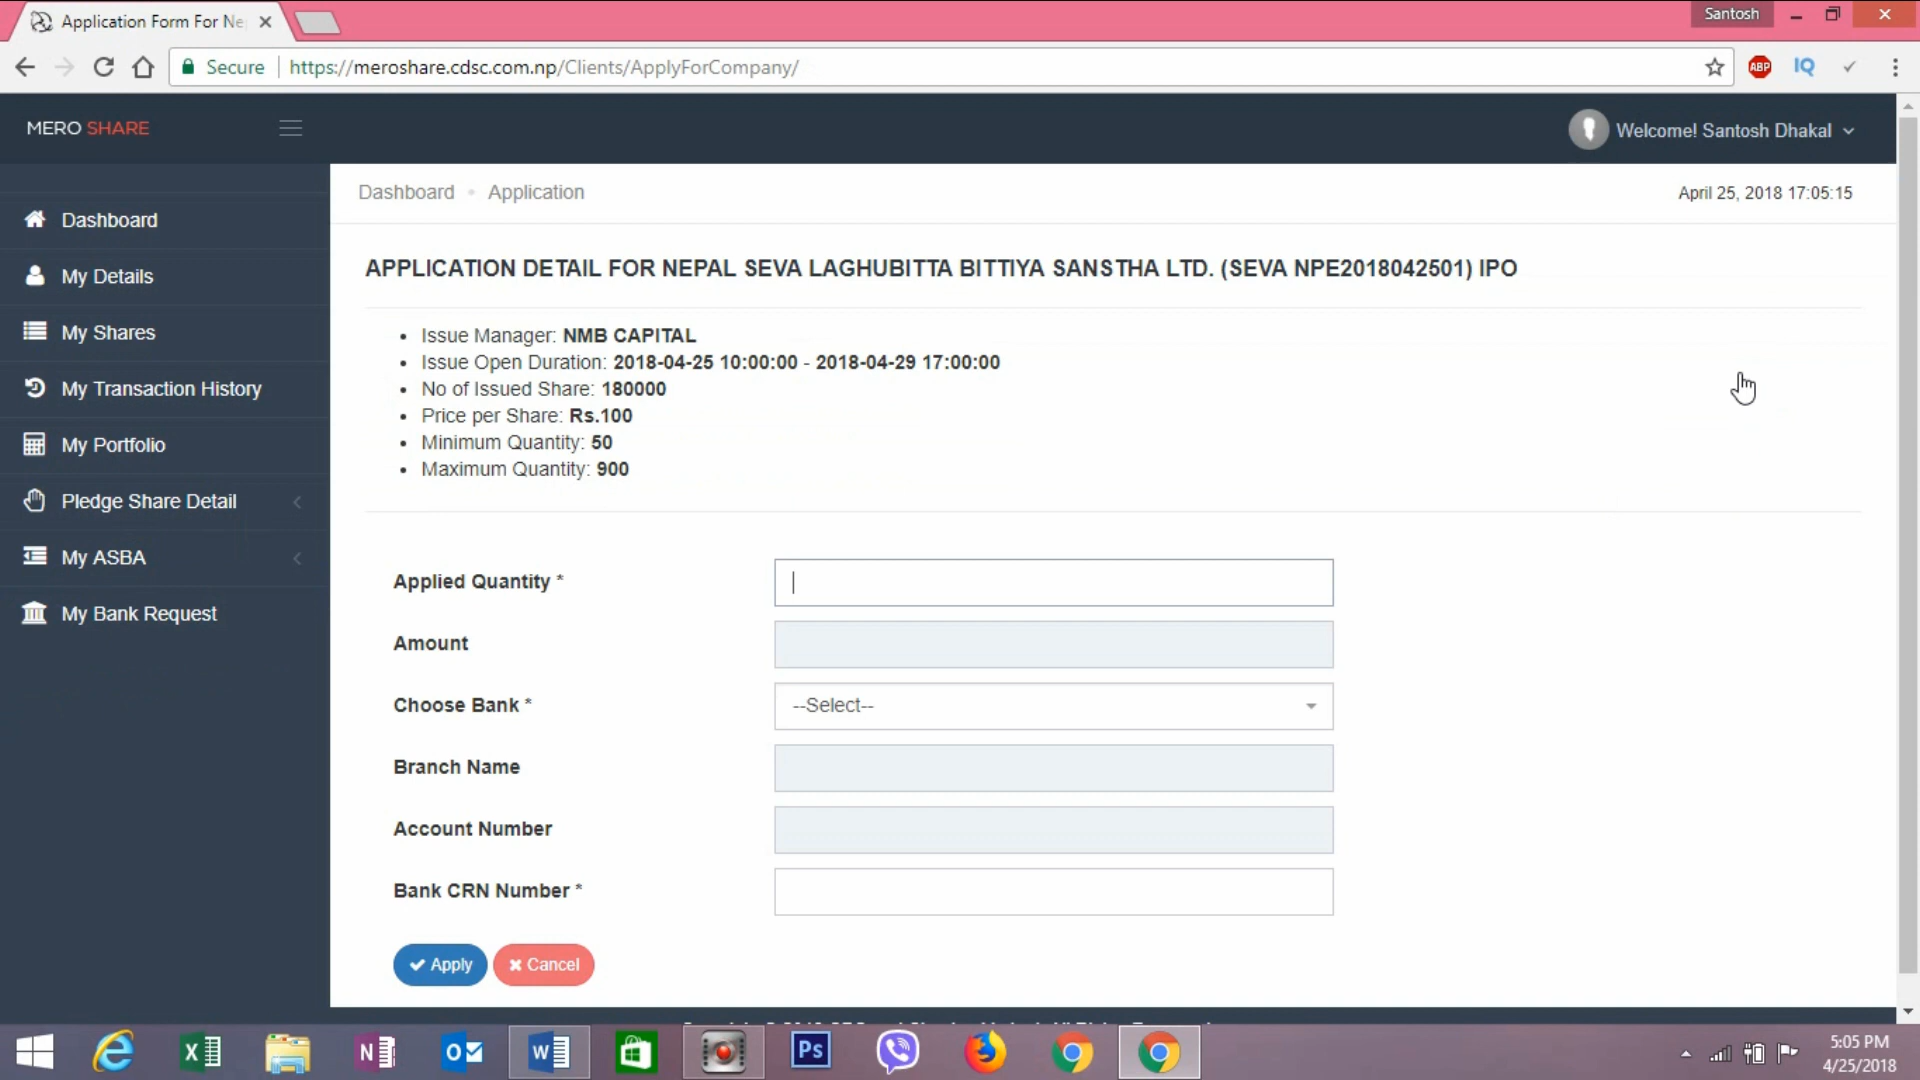 Application Form For Ne
Santosh
Secure
https://meroshare.cdsc.com.np/Clients/ApplyForCompany/
ABP
IQ
MERO SHARE
Welcome! Santosh Dhakal
Dashboard • Application
April 25, 2018 17:05:15
Dashboard
My Details
My Shares
My Transaction History
My Portfolio
Pledge Share Detail
My ASBA
My Bank Request
APPLICATION DETAIL FOR NEPAL SEVA LAGHUBITTA BITTIYA SANSTHA LTD. (SEVA NPE2018042501) IPO
• Issue Manager: NMB CAPITAL
• Issue Open Duration: 2018-04-25 10:00:00 - 2018-04-29 17:00:00
• No of Issued Share: 180000
• Price per Share: Rs.100
• Minimum Quantity: 50
• Maximum Quantity: 900
Applied Quantity *
Amount
Choose Bank *
--Select--
Branch Name
Account Number
Bank CRN Number *
Apply
Cancel
Ps
5:05 PM
4/25/2018